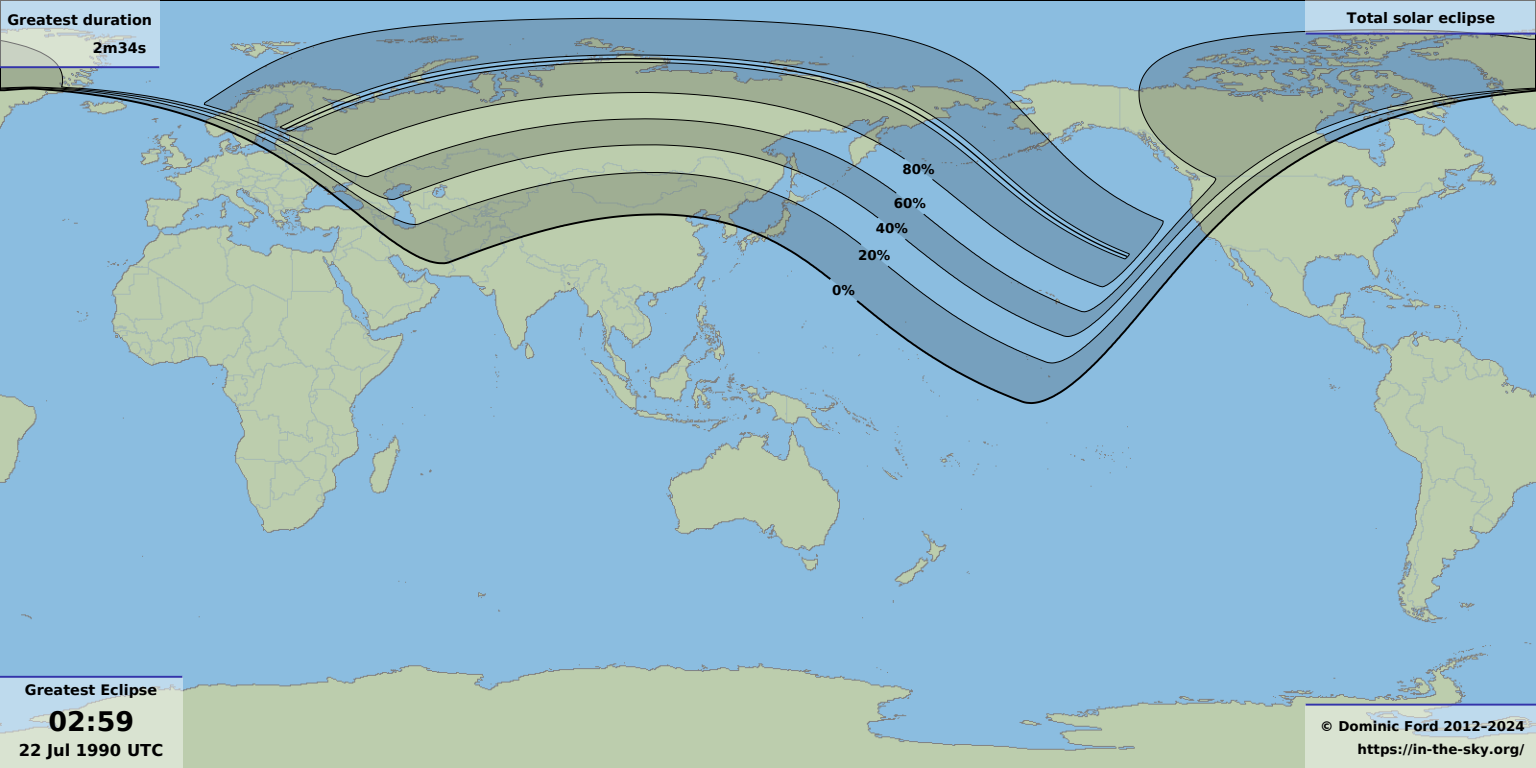 Greatest duration
2m34s
Total solar eclipse
80%
60%
40%
20%
0%
Greatest Eclipse
02:59
22 Jul 1990 UTC
© Dominic Ford 2012–2024
https://in-the-sky.org/